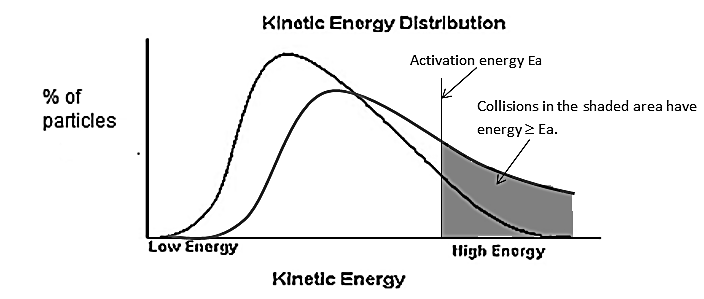 Kinetic Energy Distribution
Activation energy Ea
% of
particles
Collisions in the shaded area have
energy ≥ Ea.
Low Energy
High Energy
Kinetic Energy